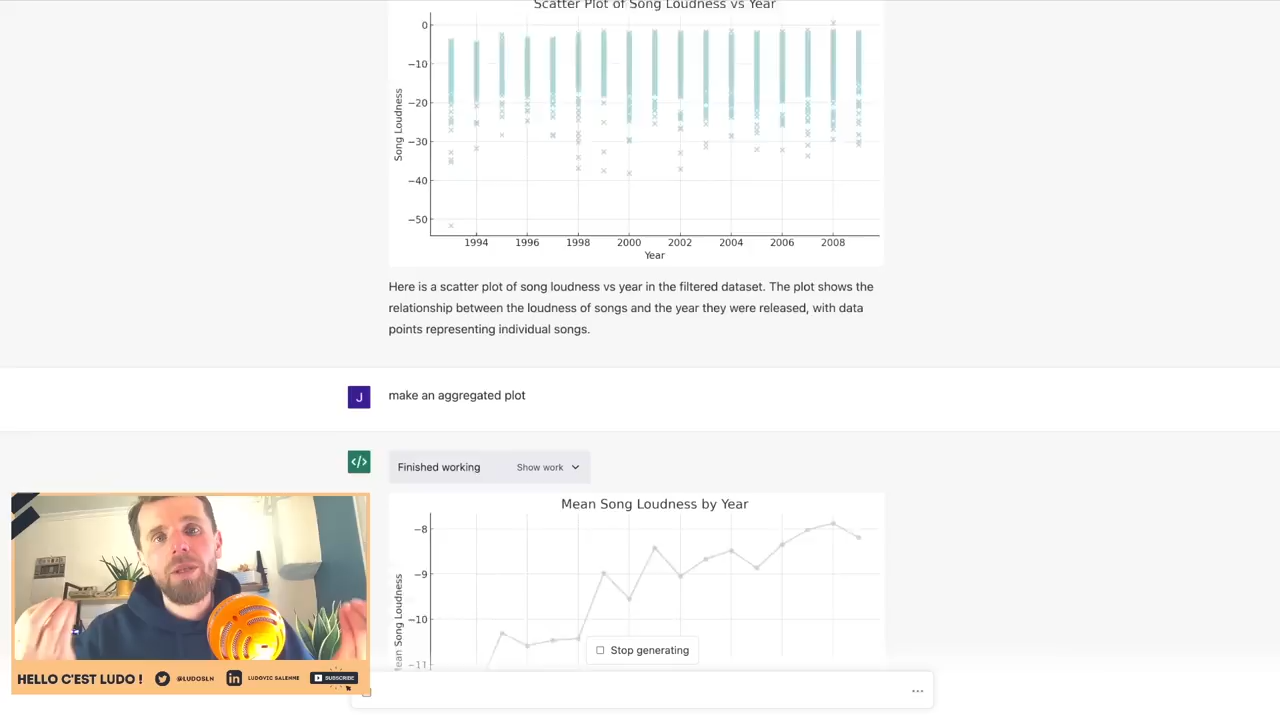 Scatter Plot of Song Loudness vs Year
0
−10
−20
−30
−40
−50
Song Loudness
1994 1996 1998 2000 2002 2004 2006 2008
Year
Here is a scatter plot of song loudness vs year in the filtered dataset. The plot shows the
relationship between the loudness of songs and the year they were released, with data
points representing individual songs.
J
make an aggregated plot
</>
Finished working Show work
Mean Song Loudness by Year
−8
−9
−10
−11
Mean Song Loudness
Stop generating
HELLO C'EST LUDO ! @LUDOSLN in LUDOVIC SALENNE SUBSCRIBE